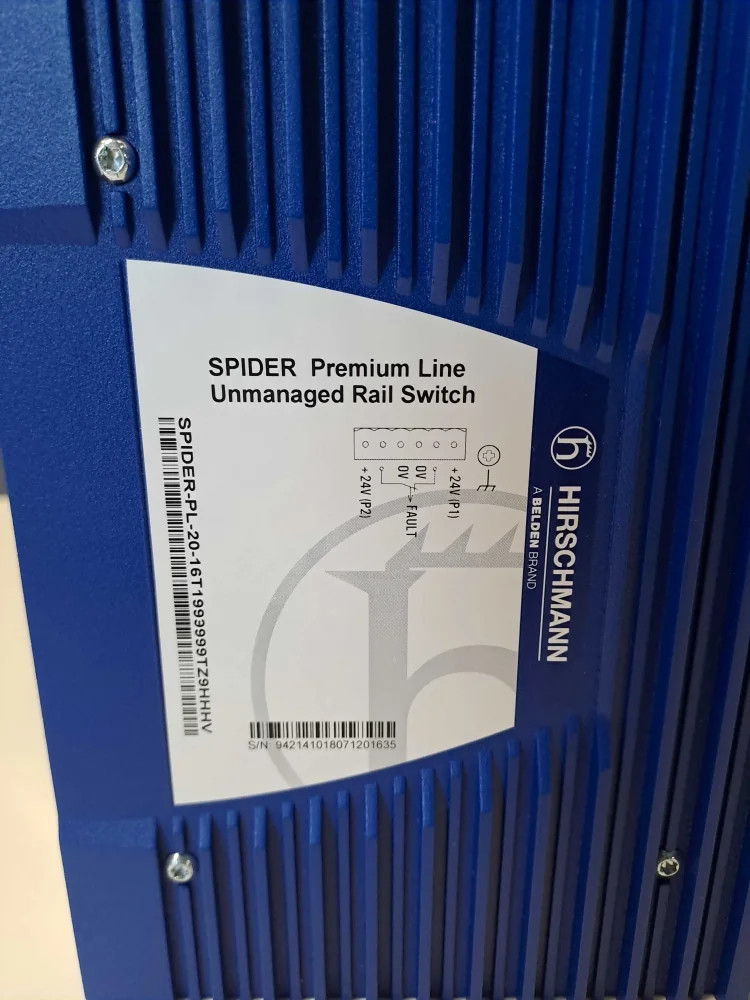 SPIDER Premium Line
Unmanaged Rail Switch
+24V (P2)
0V
FAULT
0V
+24V (P1)
SPIDER-PL-20-16T1999999TZ9HHHV
S/N 942141018071201635
HIRSCHMANN
A BELDEN BRAND